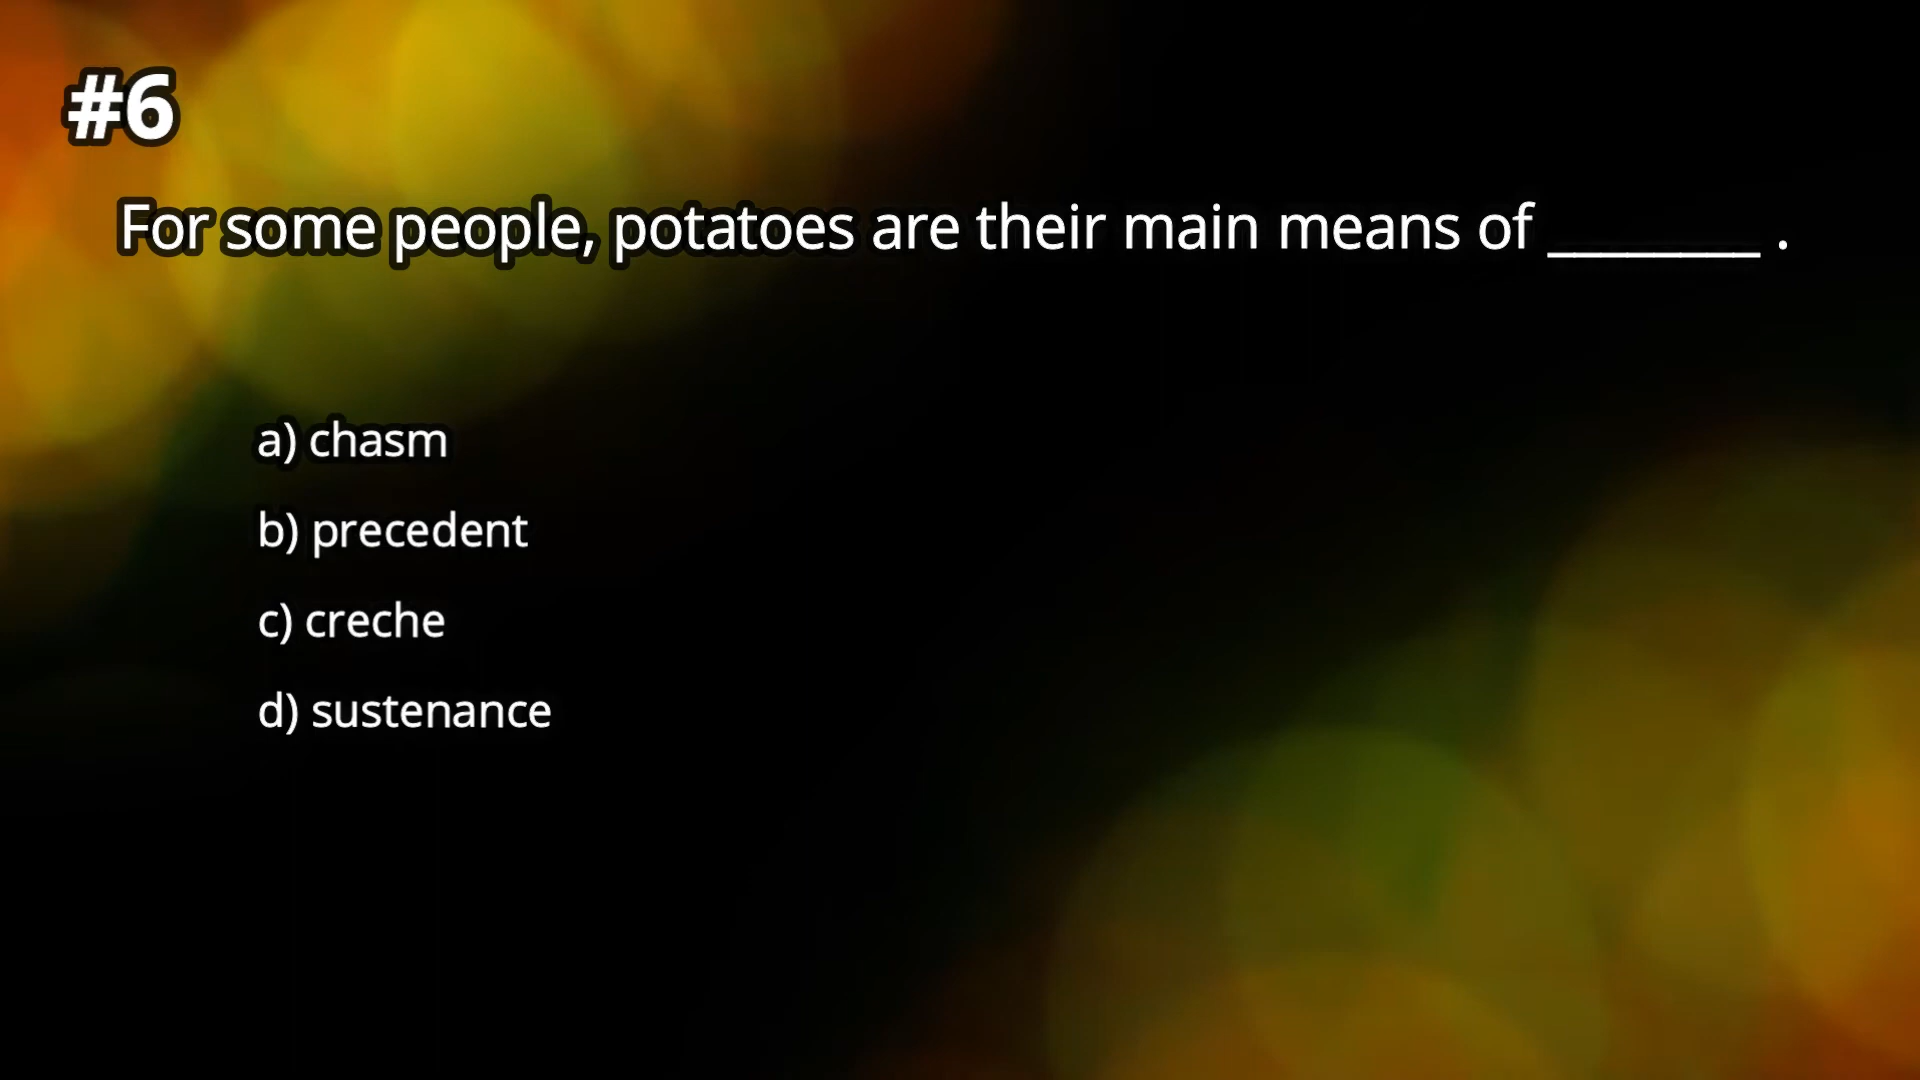 #6
For some people, potatoes are their main means of ________ .
a) chasm
b) precedent
c) creche
d) sustenance